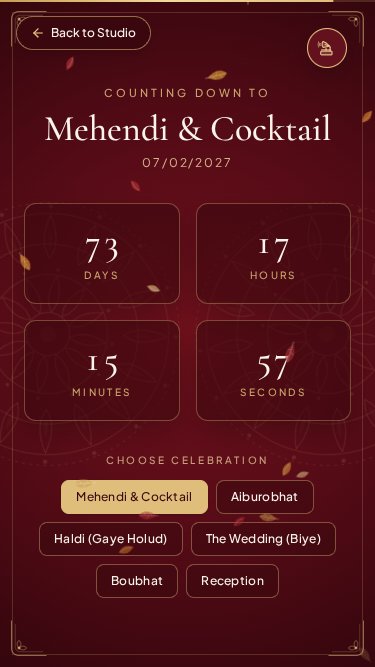 Back to Studio
COUNTING DOWN TO
Mehendi & Cocktail
07/02/2027
73
DAYS
17
HOURS
15
MINUTES
57
SECONDS
CHOOSE CELEBRATION
Mehendi & Cocktail
Aiburobhat
Haldi (Gaye Holud)
The Wedding (Biye)
Boubhat
Reception